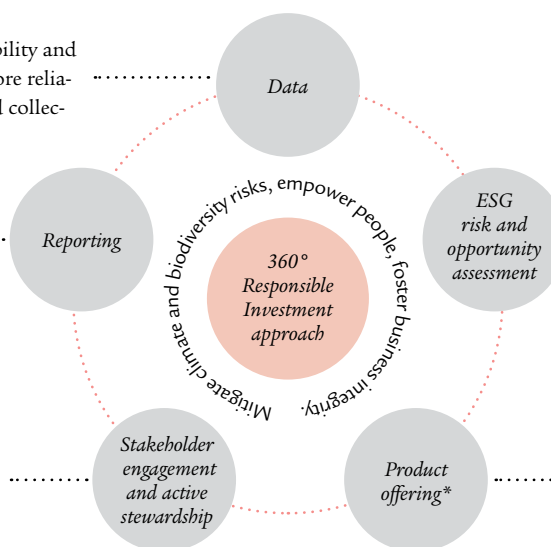 bility and
ore relia-
d collec-
Data
ESG
risk and
opportunity
assessment
Product
offering*
Stakeholder
engagement
and active
stewardship
Reporting
Mitigate climate and biodiversity risks, empower people, foster business integrity.
360°
Responsible
Investment
approach